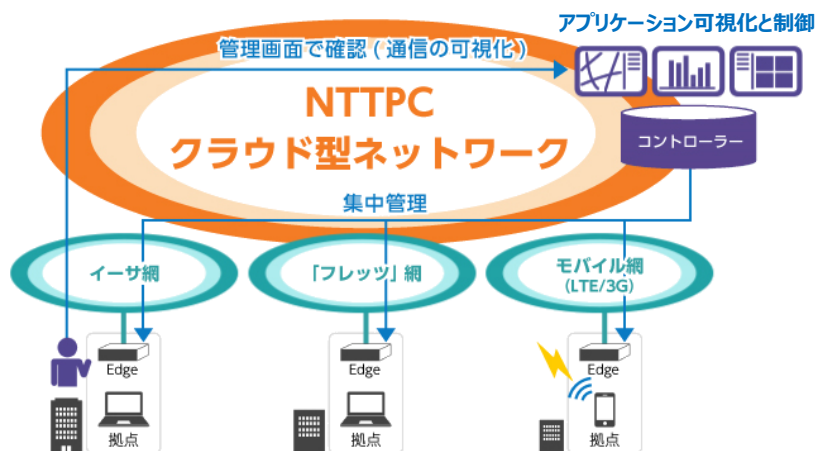 アプリケーション可視化と制御
管理画面で確認 ( 通信の可視化 )
NTTPC
クラウド型ネットワーク
コントローラー
集中管理
イーサ網
「フレッツ」網
モバイル網
(LTE/3G)
Edge
Edge
Edge
拠点
拠点
拠点